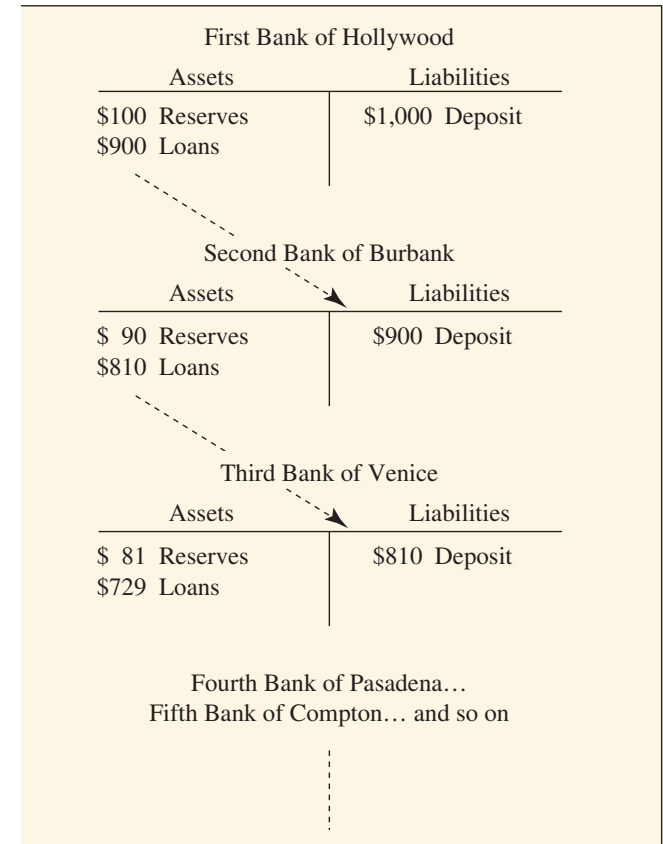 First Bank of Hollywood
Assets Liabilities
$100 Reserves $1,000 Deposit
$900 Loans
Second Bank of Burbank
Assets Liabilities
$ 90 Reserves $900 Deposit
$810 Loans
Third Bank of Venice
Assets Liabilities
$ 81 Reserves $810 Deposit
$729 Loans
Fourth Bank of Pasadena…
Fifth Bank of Compton… and so on